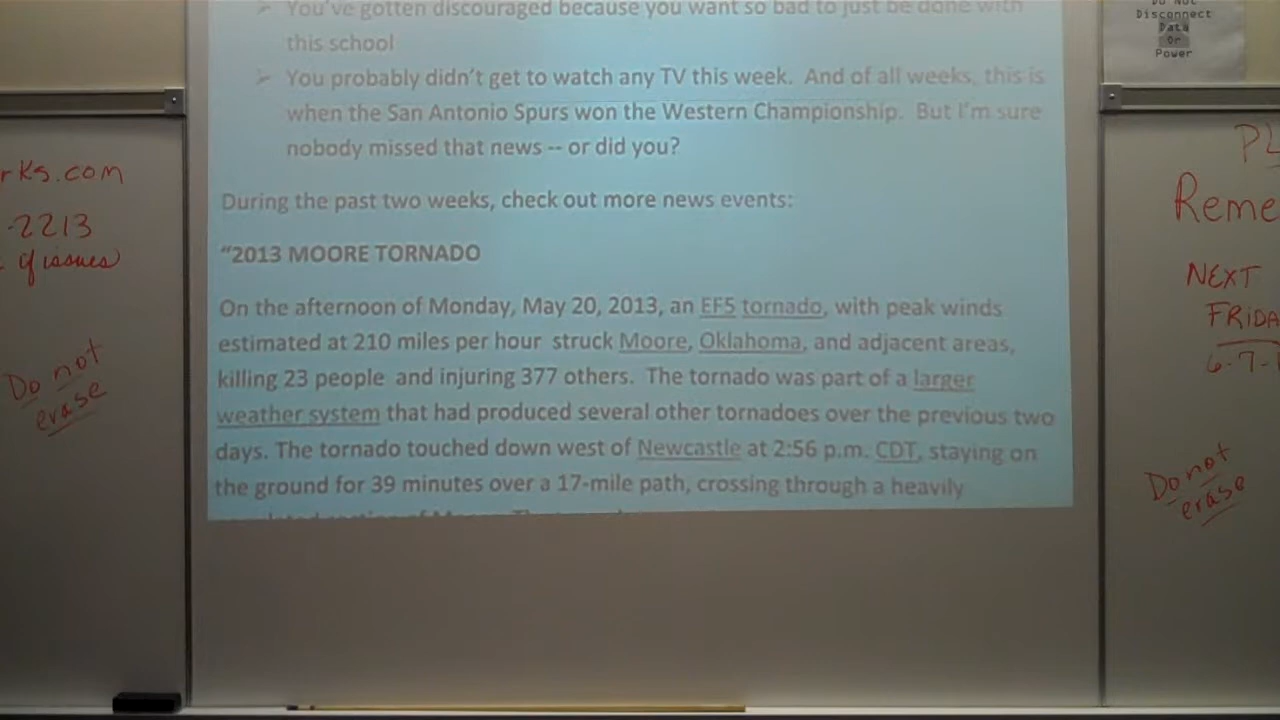 You've gotten discouraged because you want so bad to just be done with
this school
You probably didn't get to watch any TV this week. And of all weeks, this is
when the San Antonio Spurs won the Western Championship. But I'm sure
nobody missed that news -- or did you?
During the past two weeks, check out more news events:
"2013 MOORE TORNADO
On the afternoon of Monday, May 20, 2013, an EF5 tornado, with peak winds
estimated at 210 miles per hour struck Moore, Oklahoma, and adjacent areas,
killing 23 people and injuring 377 others. The tornado was part of a larger
weather system that had produced several other tornadoes over the previous two
days. The tornado touched down west of Newcastle at 2:56 p.m. CDT, staying on
the ground for 39 minutes over a 17-mile path, crossing through a heavily
rks.com
-2213
of issues
Do not
erase
Do Not
Disconnect
Data
Or
Power
PL
Reme
NEXT
FRIDA
6-7-
Do not
erase